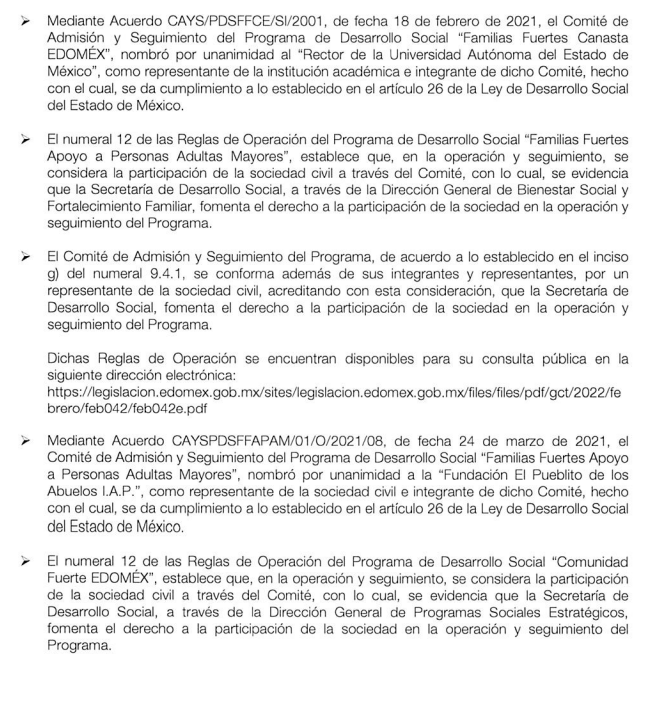 ➢ Mediante Acuerdo CAYS/PDSFFCE/SI/2001, de fecha 18 de febrero de 2021, el Comité de
Admisión y Seguimiento del Programa de Desarrollo Social “Familias Fuertes Canasta
EDOMÉX”, nombró por unanimidad al “Rector de la Universidad Autónoma del Estado de
México”, como representante de la institución académica e integrante de dicho Comité, hecho
con el cual, se da cumplimiento a lo establecido en el artículo 26 de la Ley de Desarrollo Social
del Estado de México.
➢ El numeral 12 de las Reglas de Operación del Programa de Desarrollo Social “Familias Fuertes
Apoyo a Personas Adultas Mayores”, establece que, en la operación y seguimiento, se
considera la participación de la sociedad civil a través del Comité, con lo cual, se evidencia
que la Secretaría de Desarrollo Social, a través de la Dirección General de Bienestar Social y
Fortalecimiento Familiar, fomenta el derecho a la participación de la sociedad en la operación y
seguimiento del Programa.
➢ El Comité de Admisión y Seguimiento del Programa, de acuerdo a lo establecido en el inciso
g) del numeral 9.4.1, se conforma además de sus integrantes y representantes, por un
representante de la sociedad civil, acreditando con esta consideración, que la Secretaría de
Desarrollo Social, fomenta el derecho a la participación de la sociedad en la operación y
seguimiento del Programa.
Dichas Reglas de Operación se encuentran disponibles para su consulta pública en la
siguiente dirección electrónica:
https://legislacion.edomex.gob.mx/sites/legislacion.edomex.gob.mx/files/files/pdf/gct/2022/fe
brero/feb042/feb042e.pdf
➢ Mediante Acuerdo CAYSPDSFFAPAM/01/O/2021/08, de fecha 24 de marzo de 2021, el
Comité de Admisión y Seguimiento del Programa de Desarrollo Social “Familias Fuertes Apoyo
a Personas Adultas Mayores”, nombró por unanimidad a la “Fundación El Pueblito de los
Abuelos I.A.P.”, como representante de la sociedad civil e integrante de dicho Comité, hecho
con el cual, se da cumplimiento a lo establecido en el artículo 26 de la Ley de Desarrollo Social
del Estado de México.
➢ El numeral 12 de las Reglas de Operación del Programa de Desarrollo Social “Comunidad
Fuerte EDOMÉX”, establece que, en la operación y seguimiento, se considera la participación
de la sociedad civil a través del Comité, con lo cual, se evidencia que la Secretaría de
Desarrollo Social, a través de la Dirección General de Programas Sociales Estratégicos,
fomenta el derecho a la participación de la sociedad en la operación y seguimiento del
Programa.